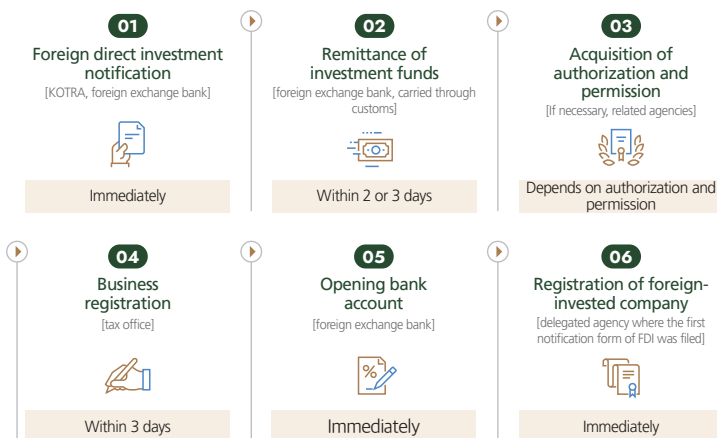 01
Foreign direct investment
notification
[KOTRA, foreign exchange bank]
Immediately
02
Remittance of
investment funds
[foreign exchange bank, carried through
customs]
Within 2 or 3 days
03
Acquisition of
authorization and
permission
[If necessary, related agencies]
Depends on authorization and
permission
04
Business
registration
[tax office]
Within 3 days
05
Opening bank
account
[foreign exchange bank]
%
Immediately
06
Registration of foreign-
invested company
[delegated agency where the first
notification form of FDI was filed]
Immediately